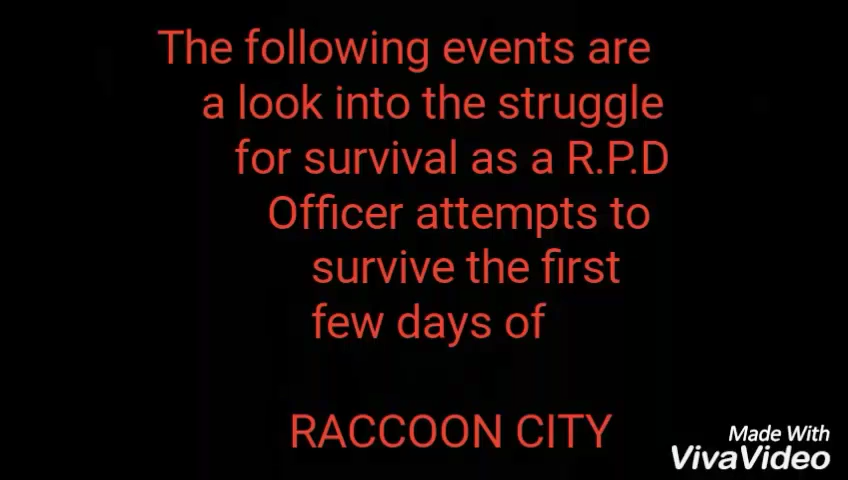 The following events are
a look into the struggle
for survival as a R.P.D
Officer attempts to
survive the first
few days of
RACCOON CITY
Made With
VivaVideo